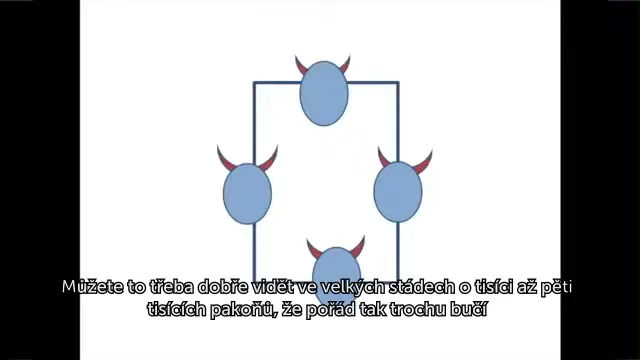 Můžete to třeba dobře vidět ve velkých stádech o tisíci až pěti
tisících pakoňů, že pořád tak trochu bučí